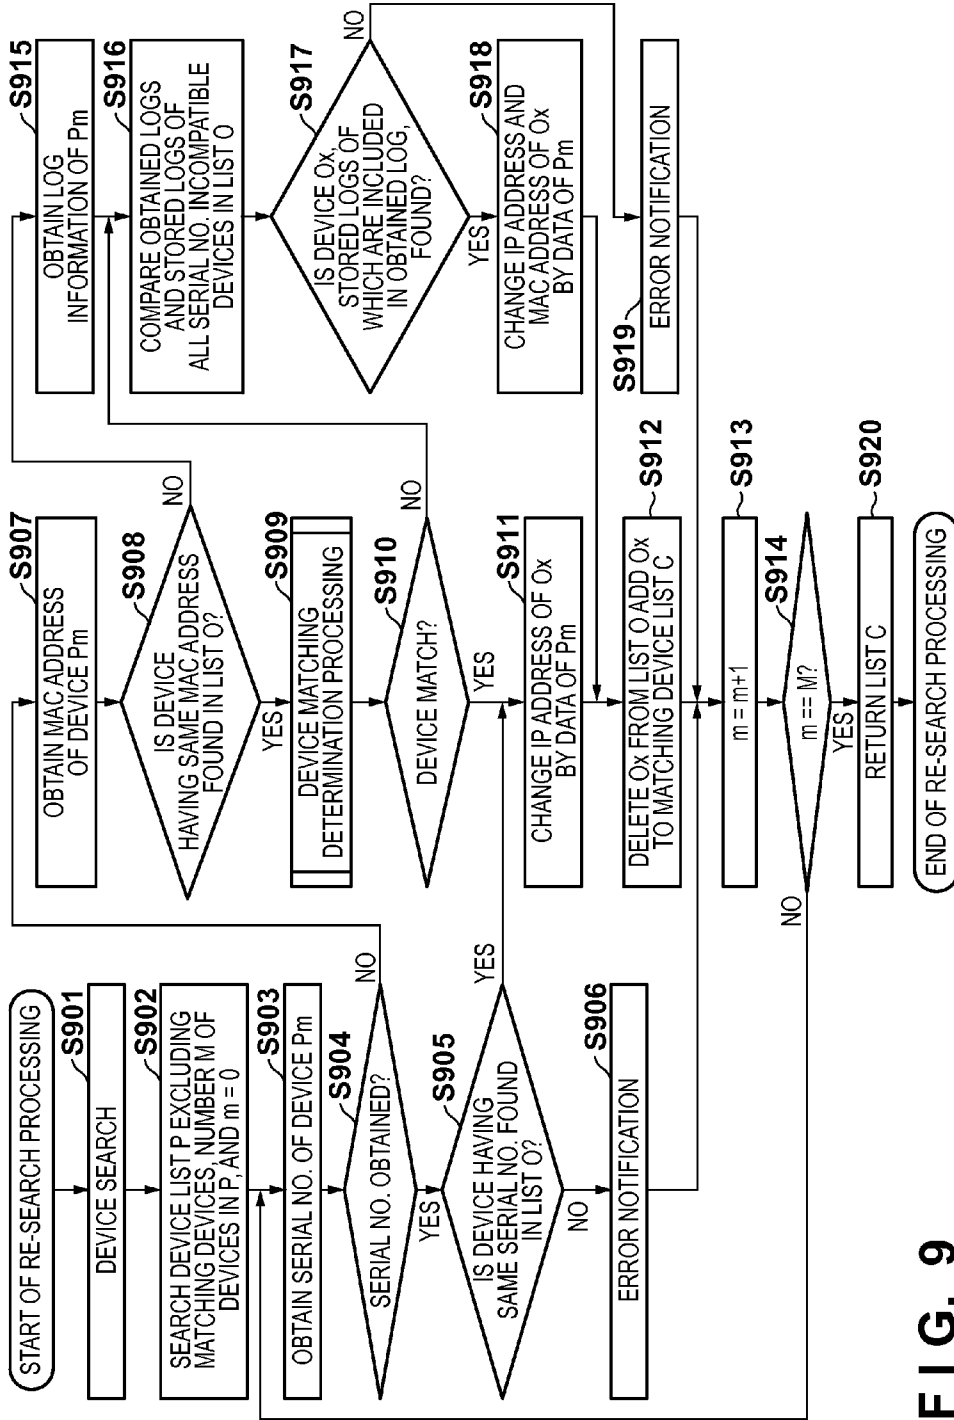 START OF RE-SEARCH PROCESSING
S901
DEVICE SEARCH
S902
SEARCH DEVICE LIST P EXCLUDING
MATCHING DEVICES, NUMBER M OF
DEVICES IN P, AND m = 0
S903
OBTAIN SERIAL NO. OF DEVICE Pm
S904
SERIAL NO. OBTAINED?
NO
YES
S905
IS DEVICE HAVING
SAME SERIAL NO. FOUND
IN LIST O?
YES
NO
S906
ERROR NOTIFICATION
S907
OBTAIN MAC ADDRESS
OF DEVICE Pm
S908
IS DEVICE
HAVING SAME MAC ADDRESS
FOUND IN LIST O?
NO
YES
S909
DEVICE MATCHING
DETERMINATION PROCESSING
S910
DEVICE MATCH?
NO
YES
S911
CHANGE IP ADDRESS OF Ox
BY DATA OF Pm
S912
DELETE Ox FROM LIST O ADD Ox
TO MATCHING DEVICE LIST C
S913
m = m+1
S914
m == M?
NO
YES
S920
RETURN LIST C
END OF RE-SEARCH PROCESSING
S915
OBTAIN LOG
INFORMATION OF Pm
S916
COMPARE OBTAINED LOGS
AND STORED LOGS OF
ALL SERIAL NO. INCOMPATIBLE
DEVICES IN LIST O
S917
IS DEVICE Ox,
STORED LOGS OF
WHICH ARE INCLUDED
IN OBTAINED LOG,
FOUND?
NO
YES
S918
CHANGE IP ADDRESS AND
MAC ADDRESS OF Ox
BY DATA OF Pm
S919
ERROR NOTIFICATION
FIG. 9